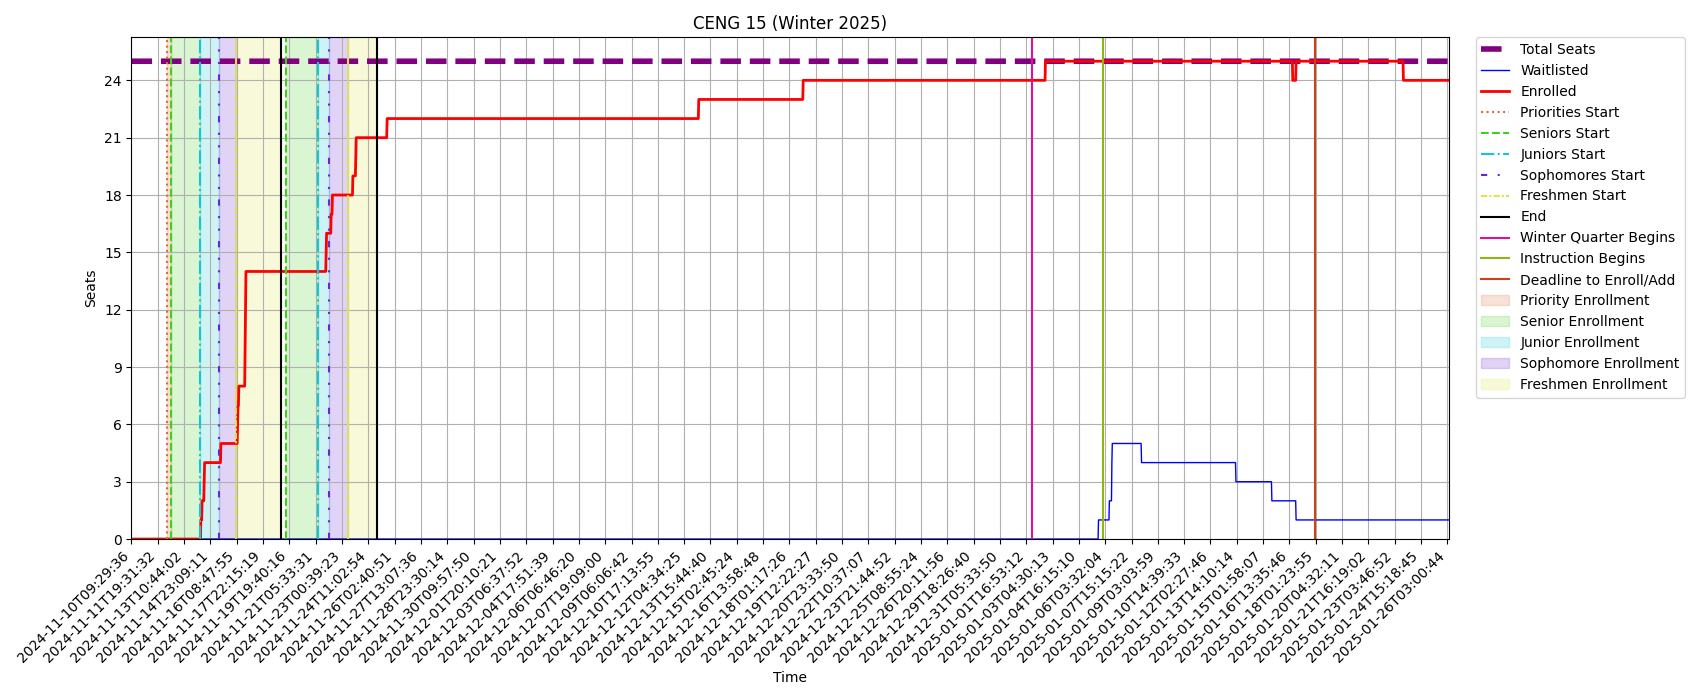 CENG 15 (Winter 2025)
Seats
24
21
18
15
12
9
6
3
0
2024-11-10T09:29:36
2024-11-11T19:31:32
2024-11-13T10:44:02
2024-11-14T23:09:11
2024-11-16T08:47:55
2024-11-17T22:15:19
2024-11-19T19:40:16
2024-11-21T05:33:31
2024-11-23T00:39:23
2024-11-24T11:02:54
2024-11-26T02:40:51
2024-11-27T13:07:36
2024-11-28T23:30:14
2024-11-30T09:57:50
2024-12-01T20:10:21
2024-12-03T06:37:52
2024-12-04T17:51:39
2024-12-06T06:46:20
2024-12-07T19:09:00
2024-12-09T06:06:42
2024-12-10T17:13:55
2024-12-12T04:34:25
2024-12-13T15:44:40
2024-12-15T02:45:24
2024-12-16T13:58:48
2024-12-18T01:17:26
2024-12-19T12:22:27
2024-12-20T23:33:50
2024-12-22T10:37:07
2024-12-23T21:44:52
2024-12-25T08:55:24
2024-12-26T20:11:56
2024-12-29T18:26:40
2024-12-31T05:33:50
2025-01-01T16:53:12
2025-01-03T04:30:13
2025-01-04T16:15:10
2025-01-06T03:32:04
2025-01-07T15:15:22
2025-01-09T03:03:59
2025-01-10T14:39:33
2025-01-12T02:27:46
2025-01-13T14:10:14
2025-01-15T01:58:07
2025-01-16T13:35:46
2025-01-18T01:23:55
2025-01-20T04:32:11
2025-01-21T16:19:02
2025-01-23T03:46:52
2025-01-24T15:18:45
2025-01-26T03:00:44
Time
Total Seats
Waitlisted
Enrolled
Priorities Start
Seniors Start
Juniors Start
Sophomores Start
Freshmen Start
End
Winter Quarter Begins
Instruction Begins
Deadline to Enroll/Add
Priority Enrollment
Senior Enrollment
Junior Enrollment
Sophomore Enrollment
Freshmen Enrollment